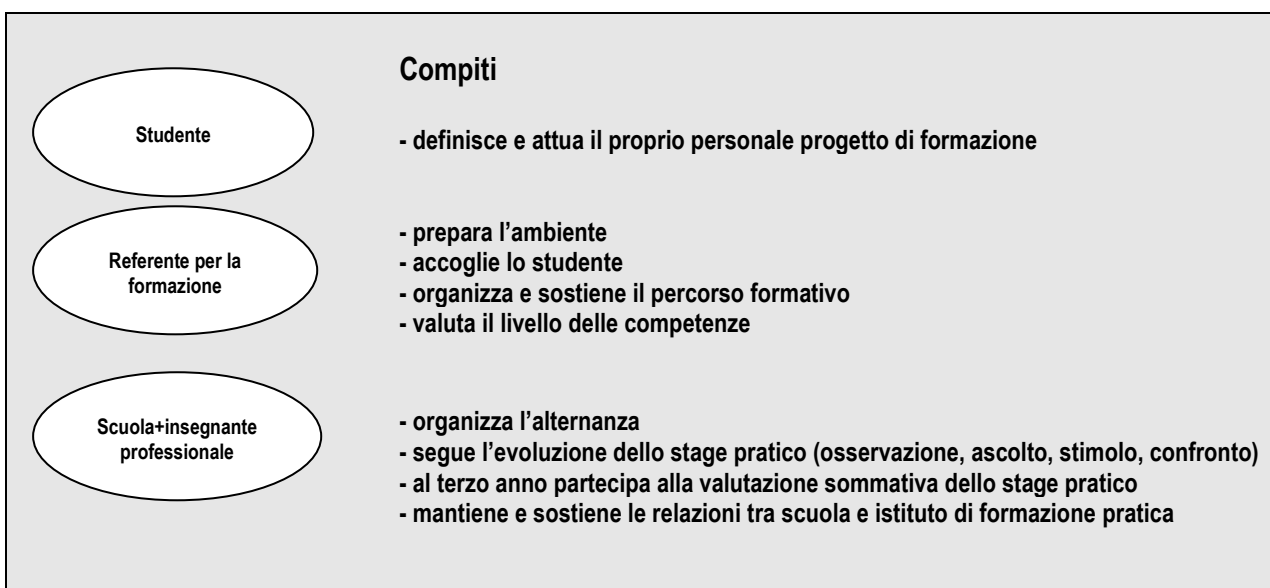 Compiti
Studente
- definisce e attua il proprio personale progetto di formazione
Referente per la
formazione
- prepara l’ambiente
- accoglie lo studente
- organizza e sostiene il percorso formativo
- valuta il livello delle competenze
Scuola+insegnante
professionale
- organizza l’alternanza
- segue l’evoluzione dello stage pratico (osservazione, ascolto, stimolo, confronto)
- al terzo anno partecipa alla valutazione sommativa dello stage pratico
- mantiene e sostiene le relazioni tra scuola e istituto di formazione pratica